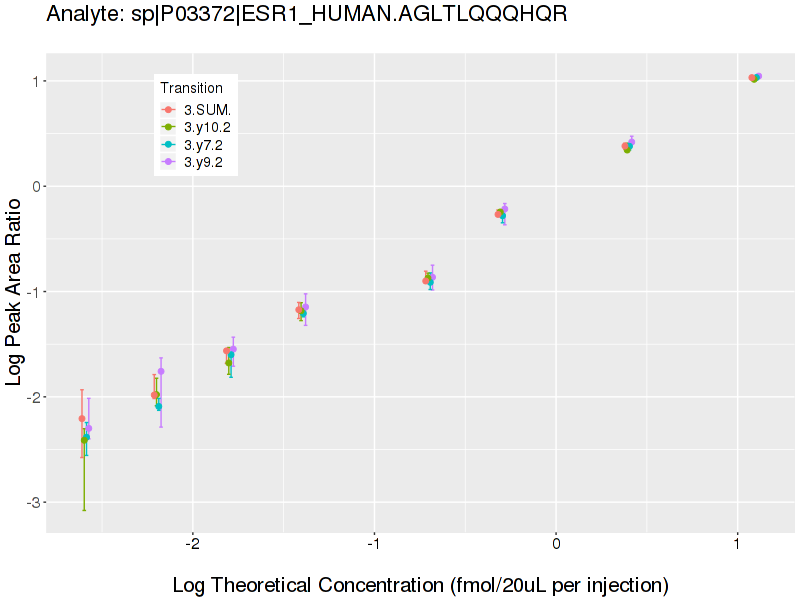 Analyte: sp|P03372|ESR1_HUMAN.AGLTLQQQHQR
Transition
3.SUM.
3.y10.2
3.y7.2
3.y9.2
Log Peak Area Ratio
1
0
-1
-2
-3
-2
-1
0
1
Log Theoretical Concentration (fmol/20uL per injection)